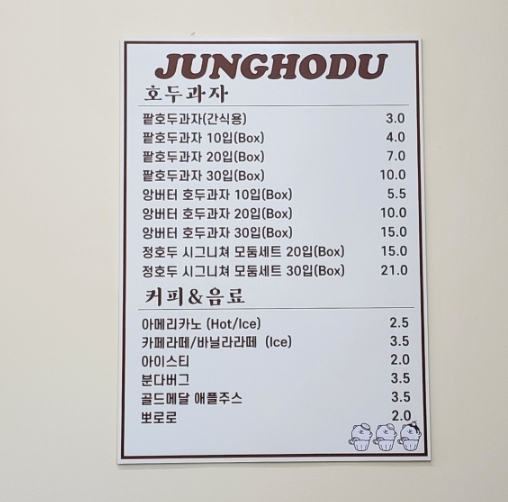 JUNGHODU
호두과자
팥호두과자(간식용) 3.0
팥호두과자 10입(Box) 4.0
팥호두과자 20입(Box) 7.0
팥호두과자 30입(Box) 10.0
앙버터 호두과자 10입(Box) 5.5
앙버터 호두과자 20입(Box) 10.0
앙버터 호두과자 30입(Box) 15.0
정호두 시그니쳐 모둠세트 20입(Box) 15.0
정호두 시그니쳐 모둠세트 30입(Box) 21.0
커피&음료
아메리카노 (Hot/Ice) 2.5
카페라떼/바닐라라떼 (Ice) 3.5
아이스티 2.0
분다버그 3.5
골드메달 애플주스 3.5
뽀로로 2.0